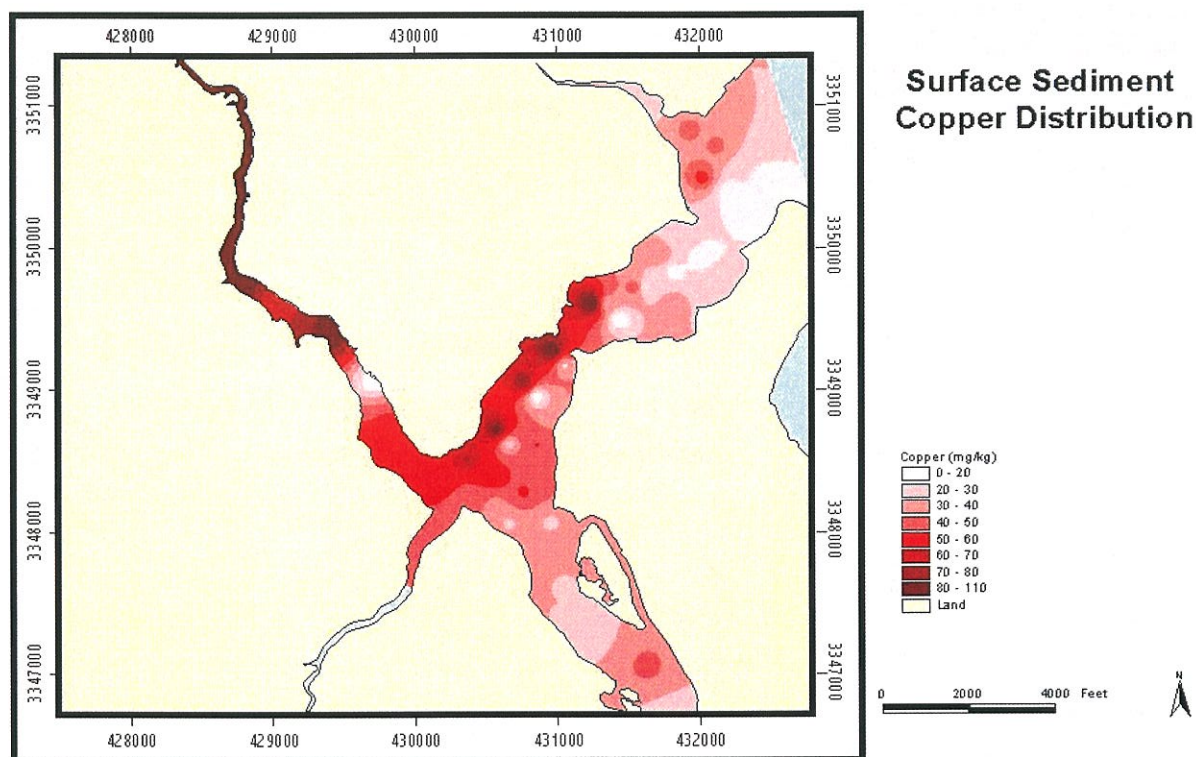 428000 429000 430000 431000 432000
Surface Sediment
Copper Distribution
3351000
3350000
3349000
3348000
3347000
3351000
3350000
3349000
3348000
3347000
Copper (mg/kg)
0 - 20
20 - 30
30 - 40
40 - 50
50 - 60
60 - 70
70 - 80
80 - 110
Land
0 2000 4000 Feet
N
428000 429000 430000 431000 432000